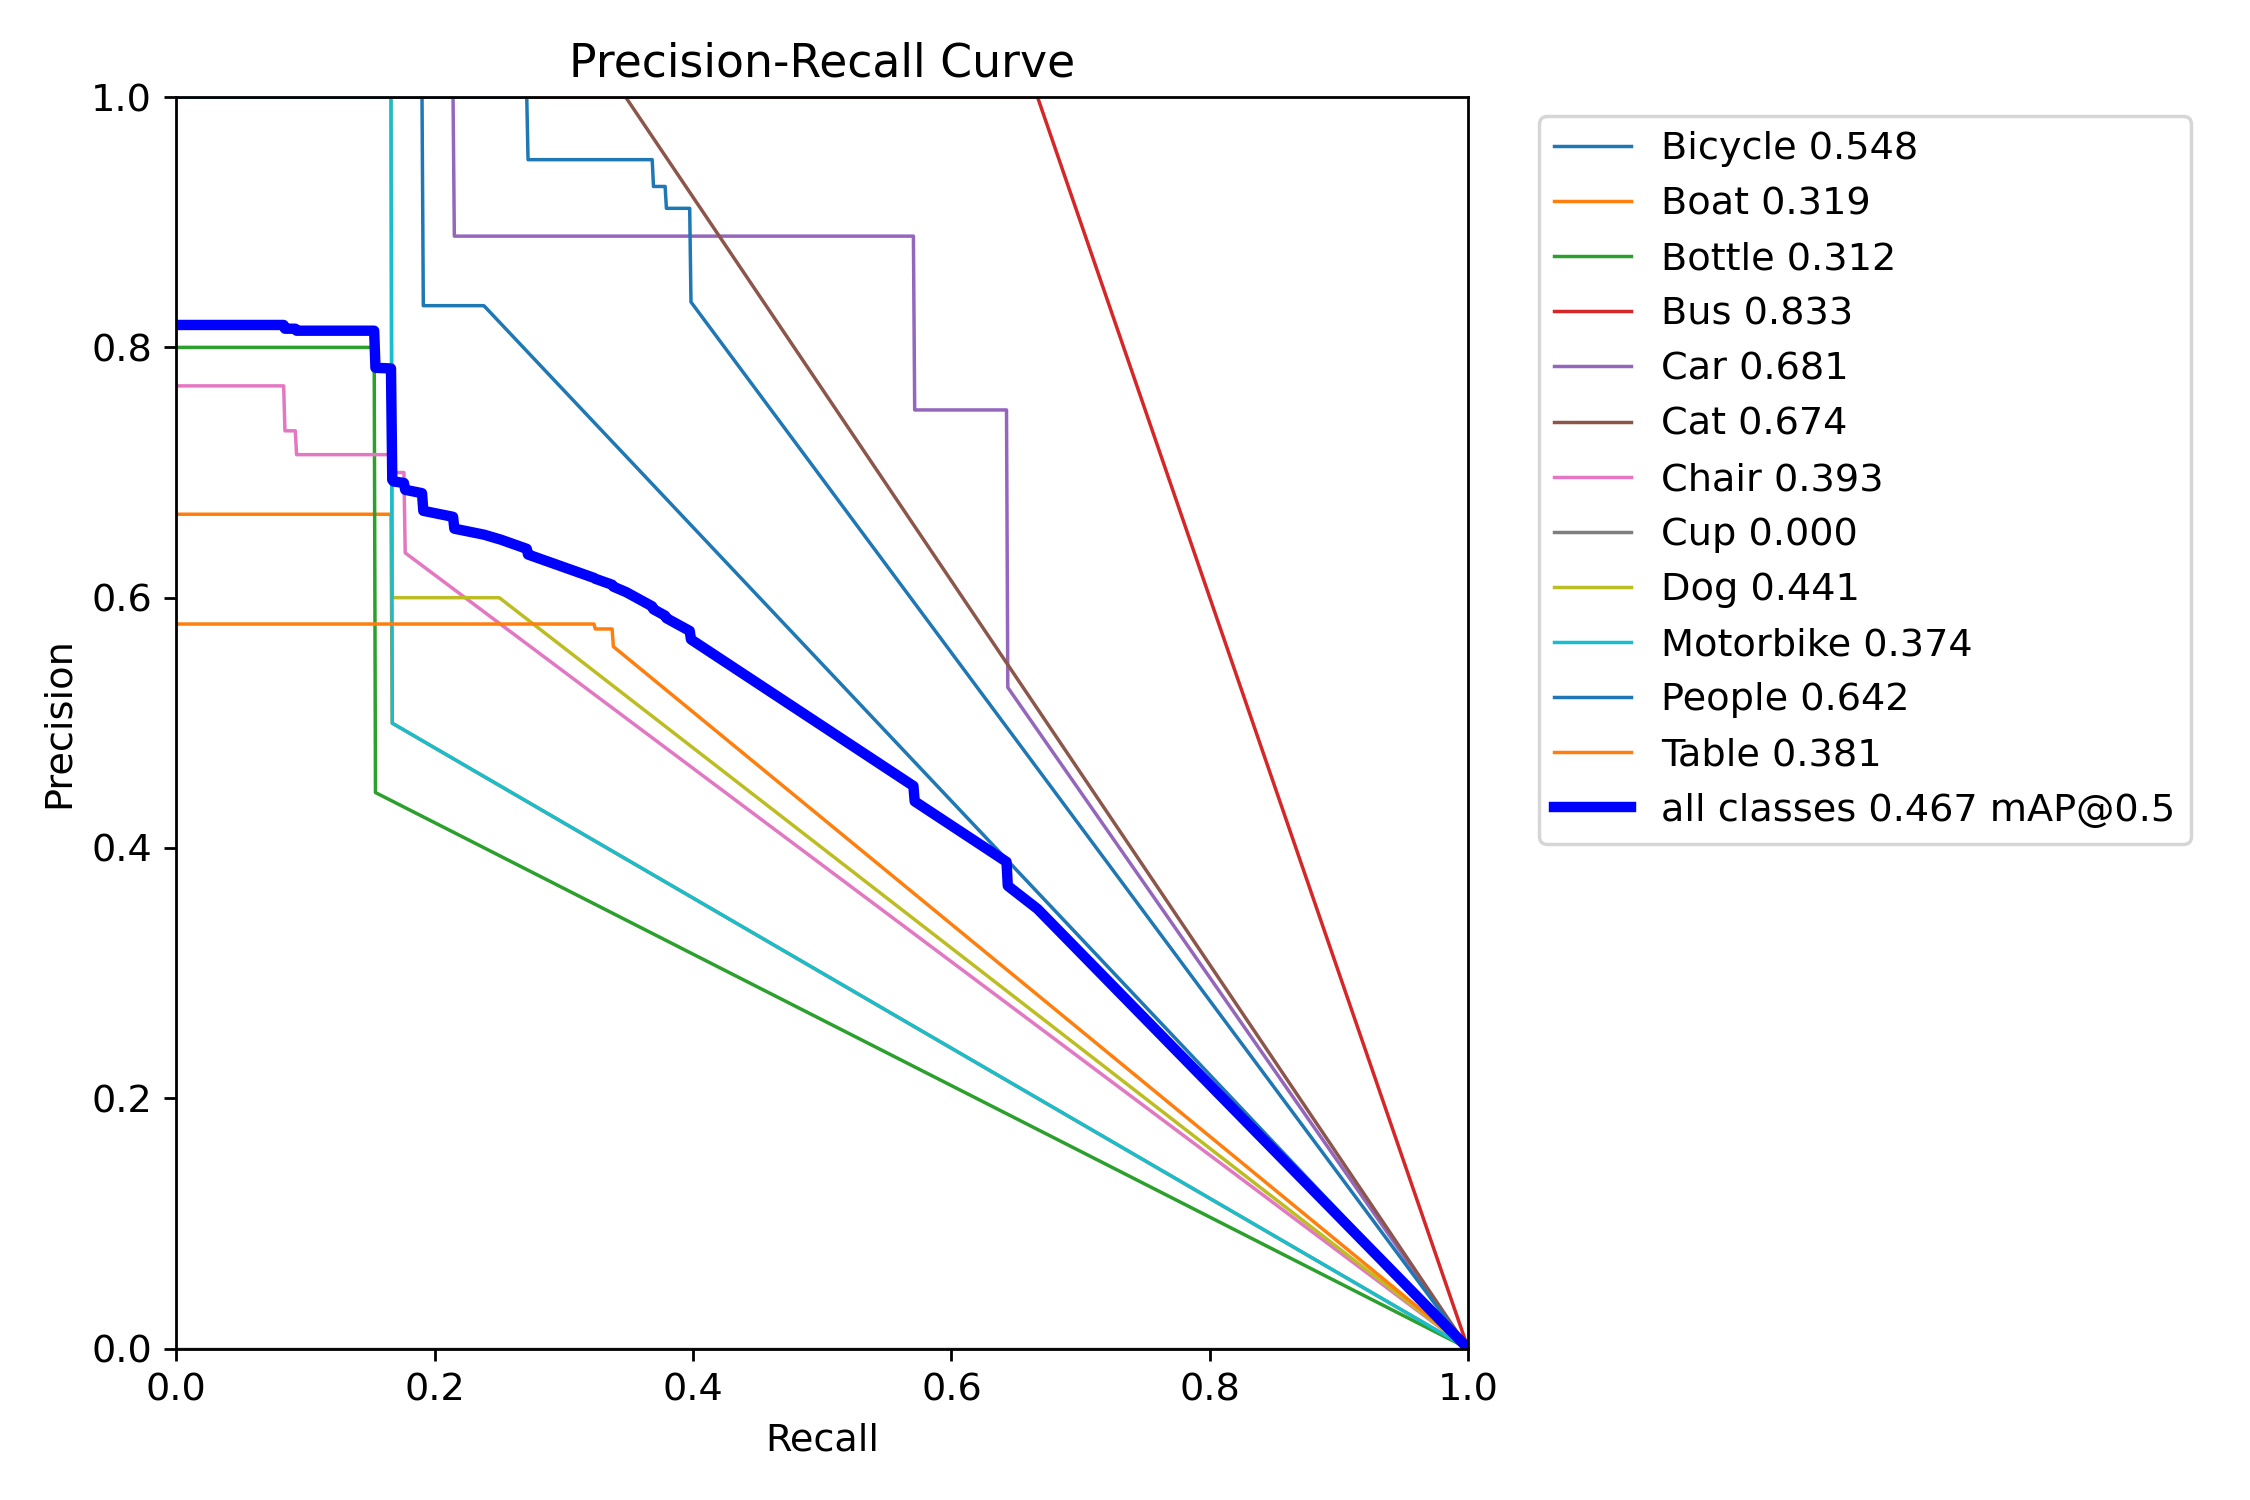 Precision-Recall Curve
1.0
0.8
0.6
0.4
0.2
0.0
Precision
0.0 0.2 0.4 0.6 0.8 1.0
Recall
Bicycle 0.548
Boat 0.319
Bottle 0.312
Bus 0.833
Car 0.681
Cat 0.674
Chair 0.393
Cup 0.000
Dog 0.441
Motorbike 0.374
People 0.642
Table 0.381
all classes 0.467 mAP@0.5